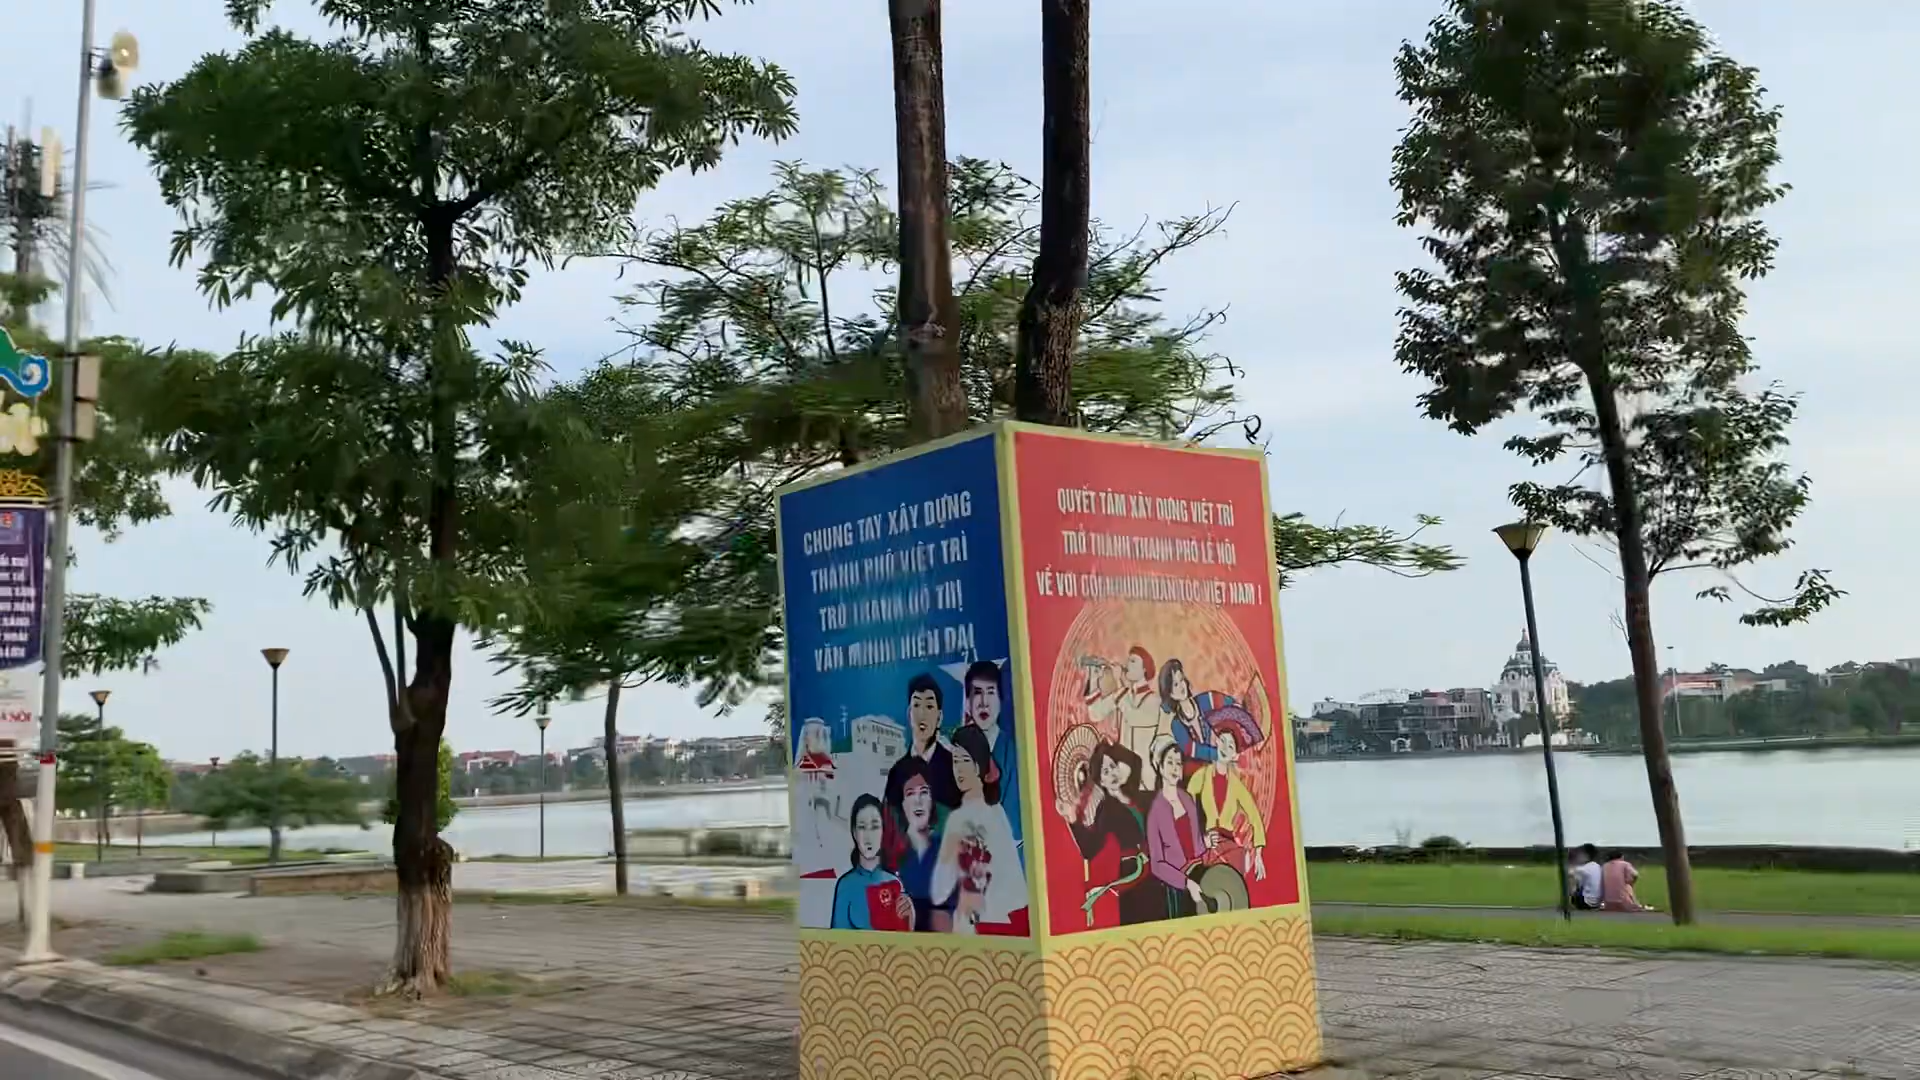 CHUNG TAY XÂY DỰNG
THÀNH PHỐ VIỆT TRÌ
TRỞ THÀNH ĐÔ THỊ
VĂN MINH HIỆN ĐẠI
QUYẾT TÂM XÂY DỰNG VIỆT TRÌ
TRỞ THÀNH THÀNH PHỐ LỄ HỘI
VỀ VỚI CỘI NGUỒN DÂN TỘC VIỆT NAM !